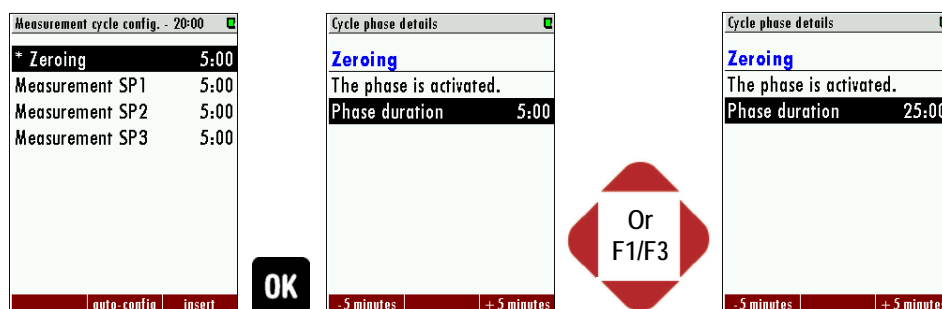 Measurement cycle config. - 20:00
* Zeroing 5:00
Measurement SP1 5:00
Measurement SP2 5:00
Measurement SP3 5:00
auto-config insert
OK
Cycle phase details
Zeroing
The phase is activated.
Phase duration 5:00
- 5 minutes + 5 minutes
Or
F1/F3
Cycle phase details
Zeroing
The phase is activated.
Phase duration 25:00
- 5 minutes + 5 minutes